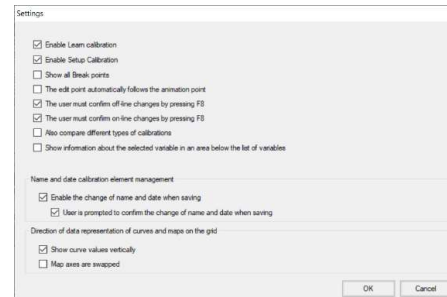 Settings
Enable Learn calibration
Enable Setup Calibration
Show all Break points
The edit point automatically follows the animation point
The user must confirm off-line changes by pressing F8
The user must confirm on-line changes by pressing F8
Also compare different types of calibrations
Show information about the selected variable in an area below the list of variables
Name and date calibration element management
Enable the change of name and date when saving
User is prompted to confirm the change of name and date when saving
Direction of data representation of curves and maps on the grid
Show curve values vertically
Map axes are swapped
OK
Cancel